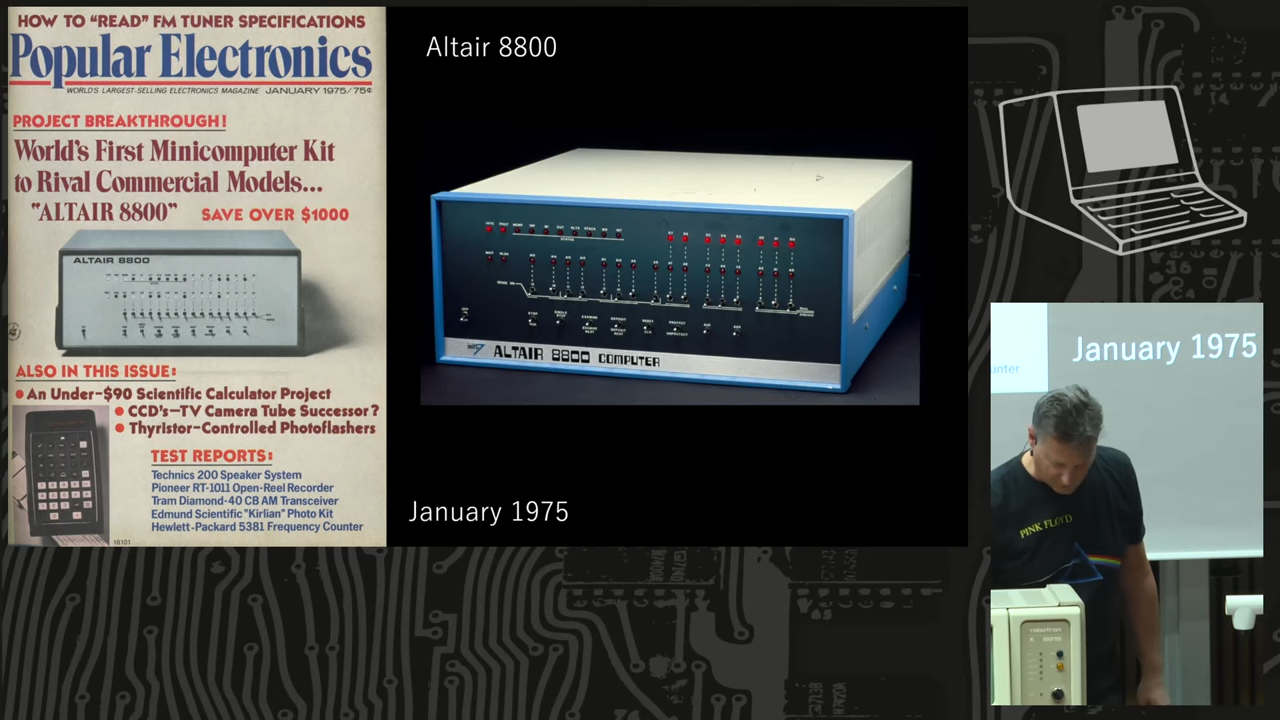 HOW TO “READ” FM TUNER SPECIFICATIONS
Popular Electronics
WORLD'S LARGEST-SELLING ELECTRONICS MAGAZINE JANUARY 1975/75¢
PROJECT BREAKTHROUGH!
World's First Minicomputer Kit
to Rival Commercial Models...
"ALTAIR 8800" SAVE OVER $1000
ALTAIR 8800
ALSO IN THIS ISSUE:
An Under-$90 Scientific Calculator Project
CCD's-TV Camera Tube Successor?
Thyristor-Controlled Photoflashers
TEST REPORTS:
Technics 200 Speaker System
Pioneer RT-1011 Open-Reel Recorder
Tram Diamond-40 CB AM Transceiver
Edmund Scientific "Kirlian" Photo Kit
Hewlett-Packard 5381 Frequency Counter
18101
Altair 8800
ALTAIR 8800 COMPUTER
January 1975
January 1975
unter
PINK FLOYD
robotron